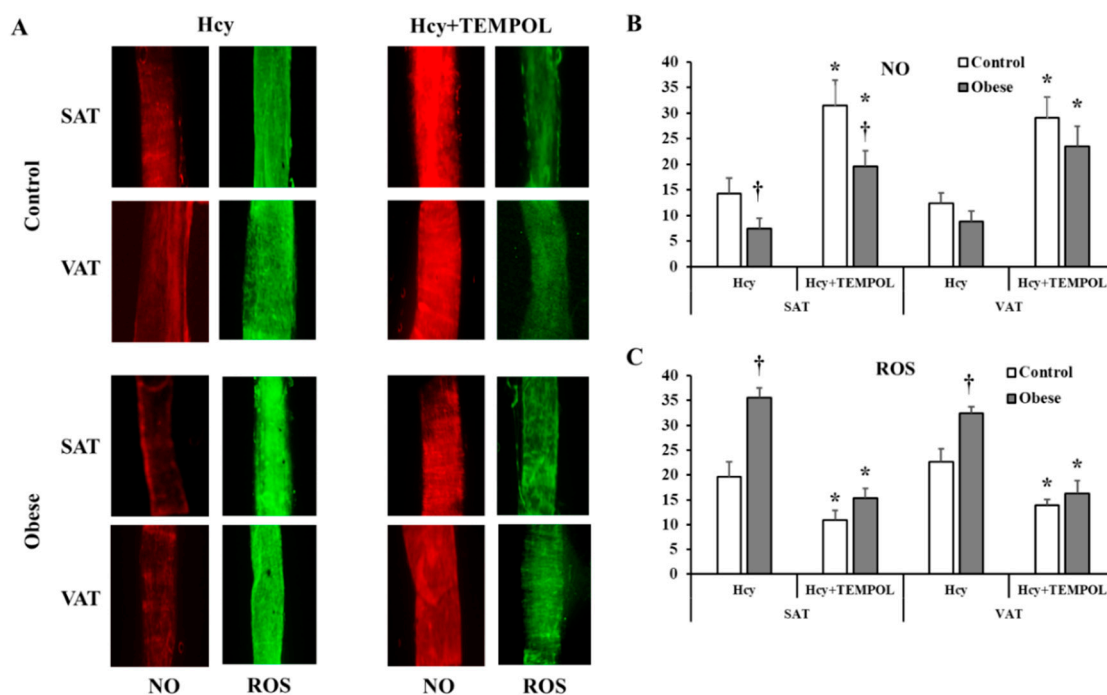 A
Hcy
Hcy+TEMPOL
Control
SAT
VAT
Obese
SAT
VAT
NO
ROS
NO
ROS
B
NO
Control
Obese
40
35
30
25
20
15
10
5
0
†
*
*
†
*
*
Hcy
Hcy+TEMPOL
Hcy
Hcy+TEMPOL
SAT
VAT
C
ROS
Control
Obese
40
35
30
25
20
15
10
5
0
†
*
*
†
*
*
Hcy
Hcy+TEMPOL
Hcy
Hcy+TEMPOL
SAT
VAT